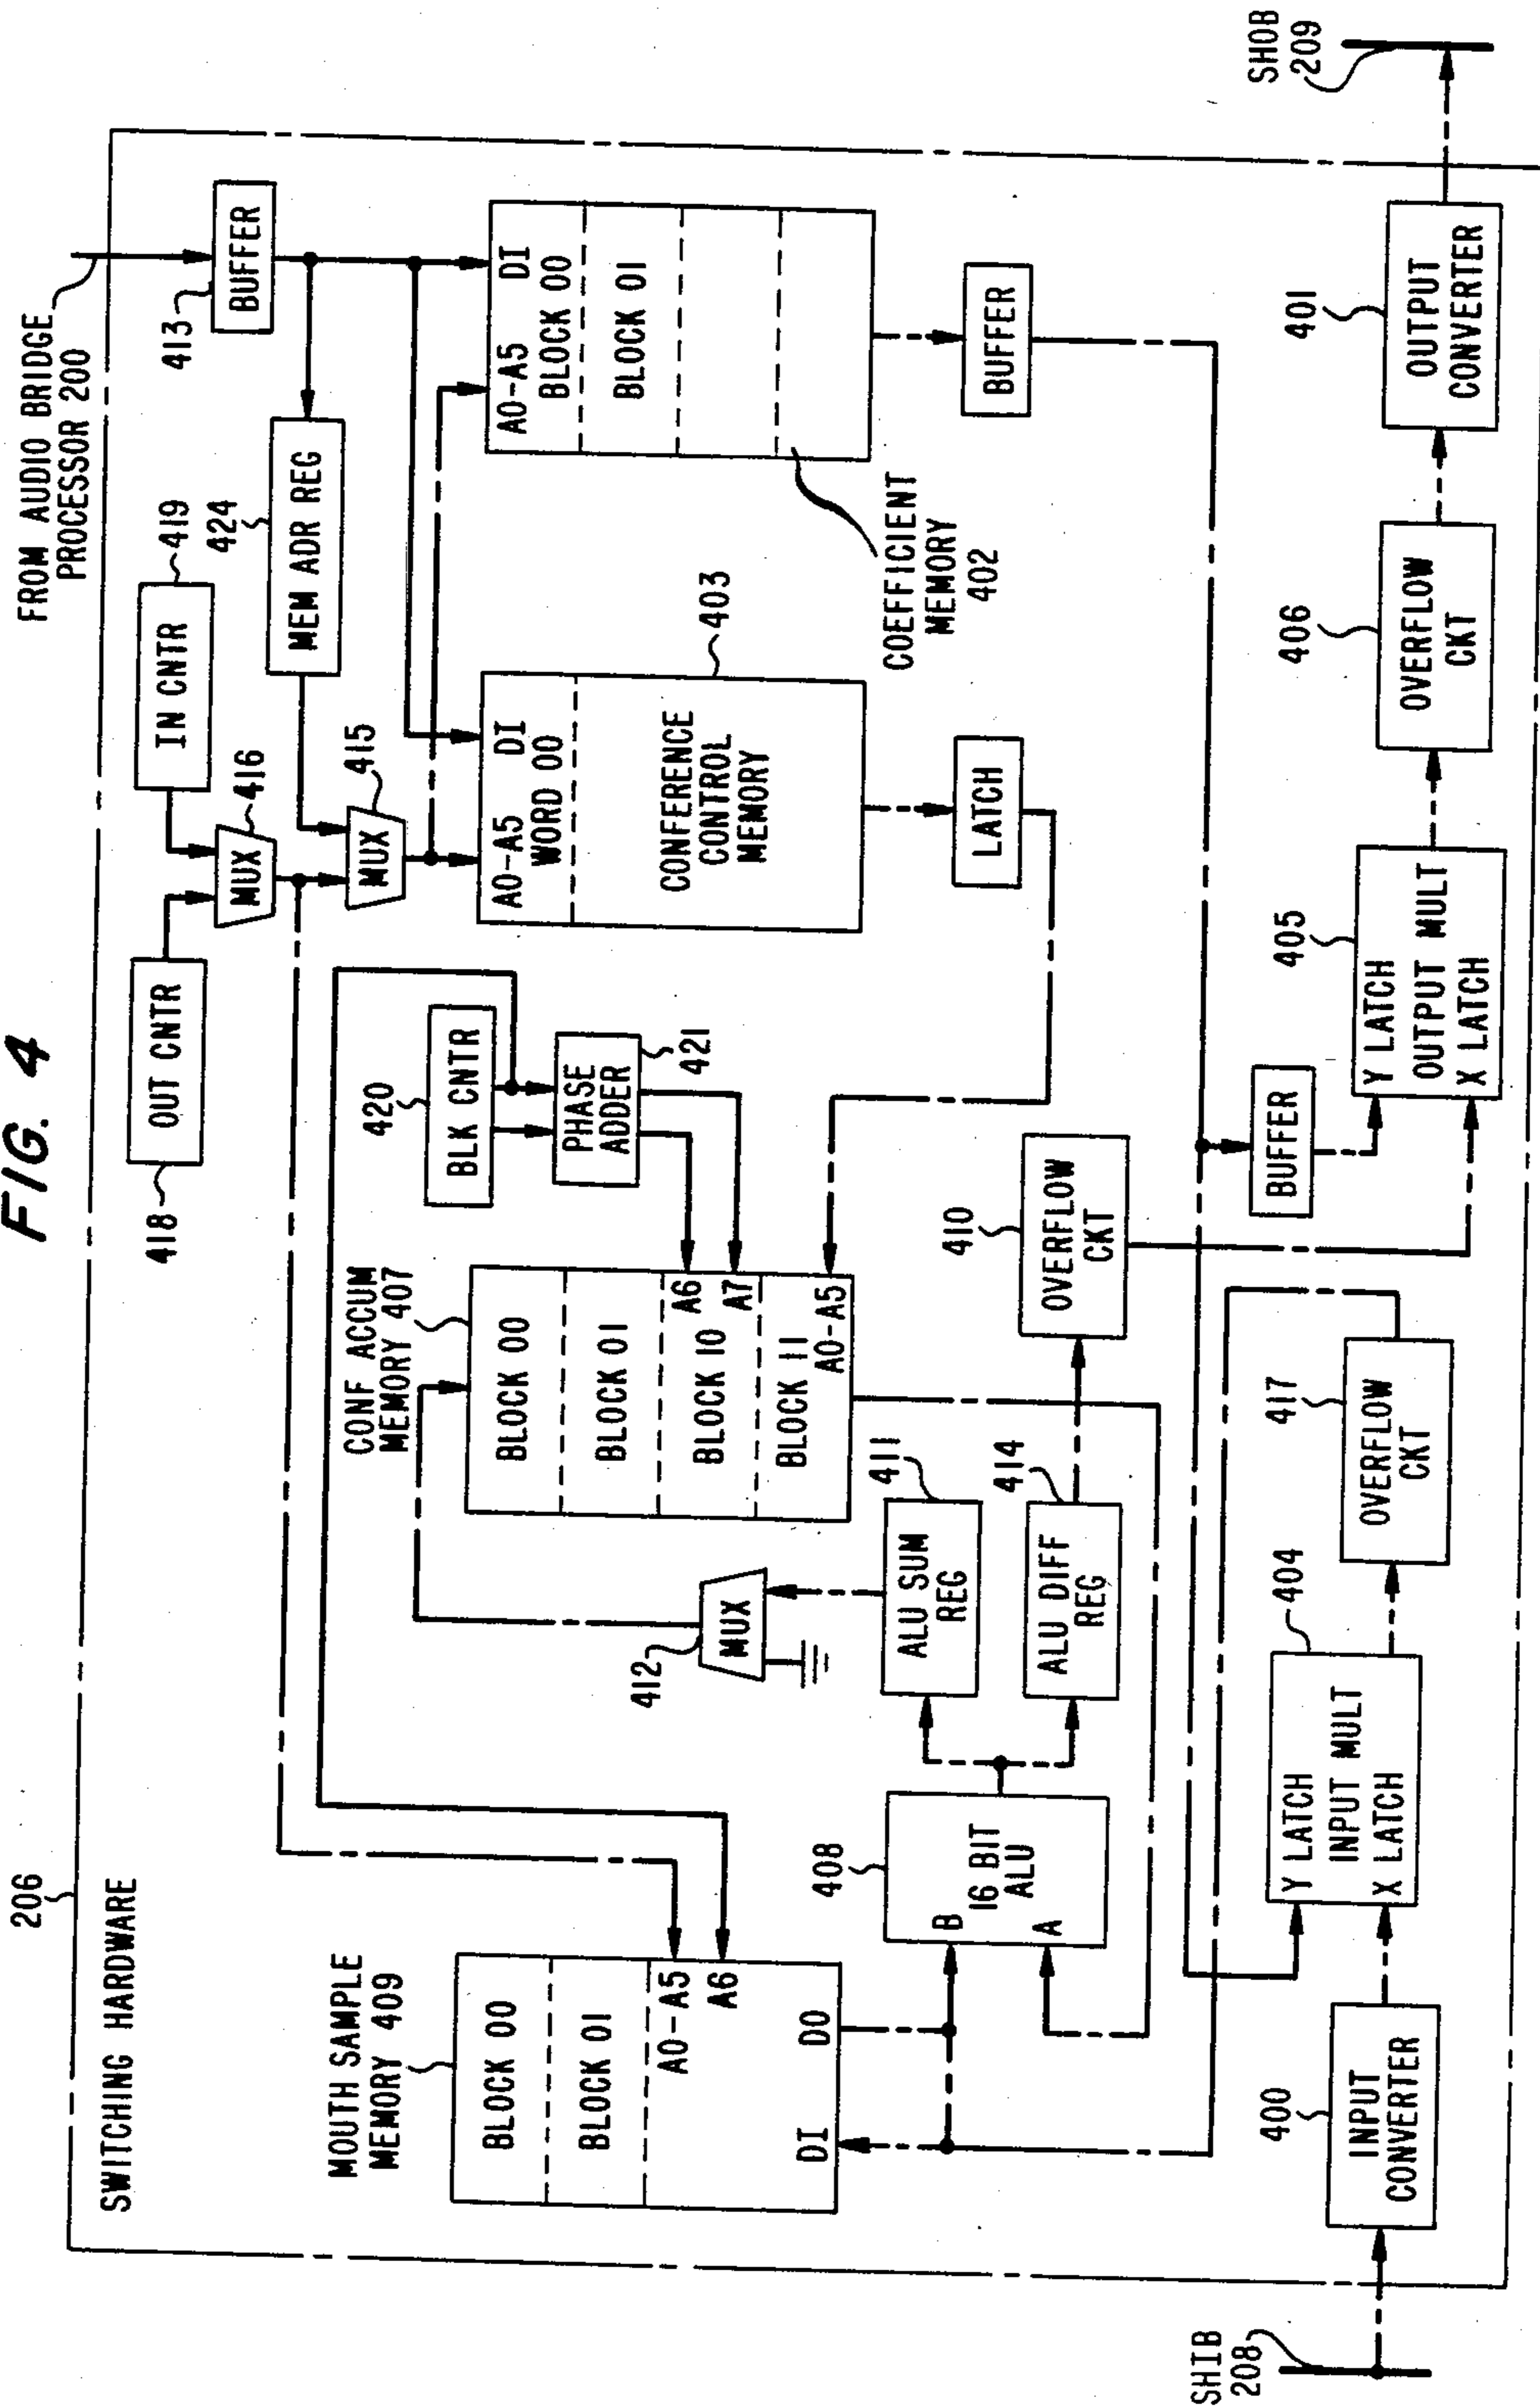 FIG. 4
206
SWITCHING HARDWARE
FROM AUDIO BRIDGE
PROCESSOR 200
418
OUT CNTR
IN CNTR
419
MUX
416
424
MEM ADR REG
413
BUFFER
MUX
415
420
BLK CNTR
PHASE
ADDER
421
MOUTH SAMPLE
MEMORY 409
BLOCK 00
BLOCK 01
A0-A5
A6
DI
DO
CONF ACCUM
MEMORY 407
BLOCK 00
BLOCK 01
BLOCK 10
BLOCK 11
A6
A7
A0-A5
A0-A5
DI
WORD 00
CONFERENCE
CONTROL
MEMORY
403
A0-A5
DI
BLOCK 00
BLOCK 01
COEFFICIENT
MEMORY
402
412
MUX
LATCH
BUFFER
408
B
16 BIT
ALU
A
ALU SUM
REG
411
ALU DIFF
REG
414
410
OVERFLOW
CKT
BUFFER
SHIB
208
400
INPUT
CONVERTER
404
Y LATCH
INPUT MULT
X LATCH
417
OVERFLOW
CKT
405
Y LATCH
OUTPUT MULT
X LATCH
406
OVERFLOW
CKT
401
OUTPUT
CONVERTER
SHOB
209